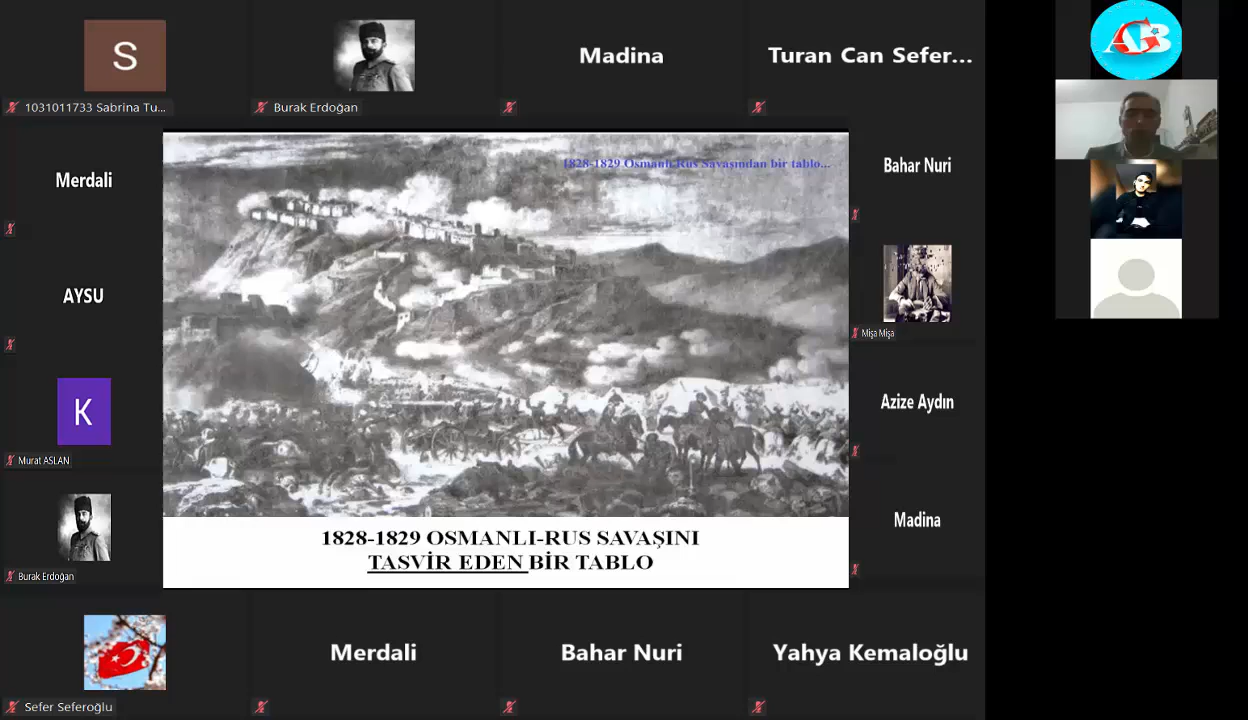 S
1031011733 Sabrina Tu...
Burak Erdoğan
Madina
Turan Can Sefer...
AGB
Merdali
1828-1829 Osmanlı-Rus Savaşından bir tablo...
Bahar Nuri
AYSU
Mişa Mişa
K
Murat ASLAN
Azize Aydın
Burak Erdoğan
Madina
1828-1829 OSMANLI-RUS SAVAŞINI
TASVİR EDEN BİR TABLO
Sefer Seferoğlu
Merdali
Bahar Nuri
Yahya Kemaloğlu